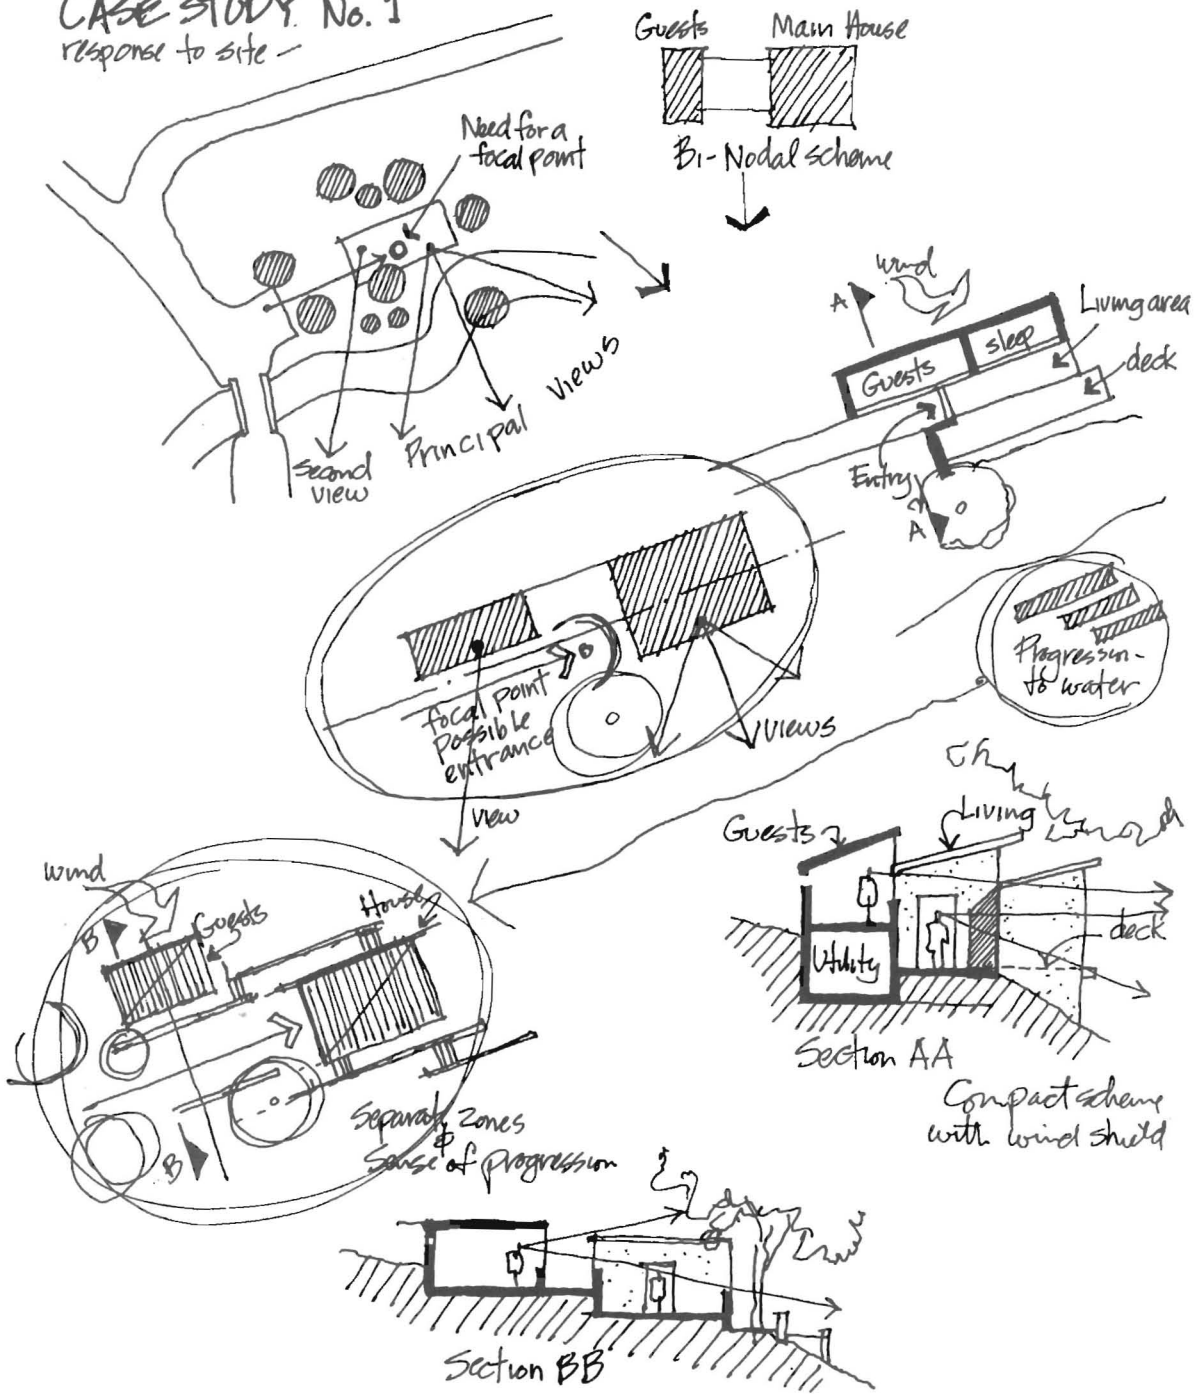 CASE STUDY No. 1
response to site -
Guests
Main House
Bi-Nodal scheme
Need for a
focal point
Views
Principal
Second
view
wind
A
Guests
sleep
Living area
deck
Entry
A
focal point
possible
entrance
views
view
Progression-
to water
wind
B
Guests
House
B
Separate zones
&
Sense of progression
Guests
Living
Utility
deck
Section AA
Compact scheme
with wind shield
Section BB